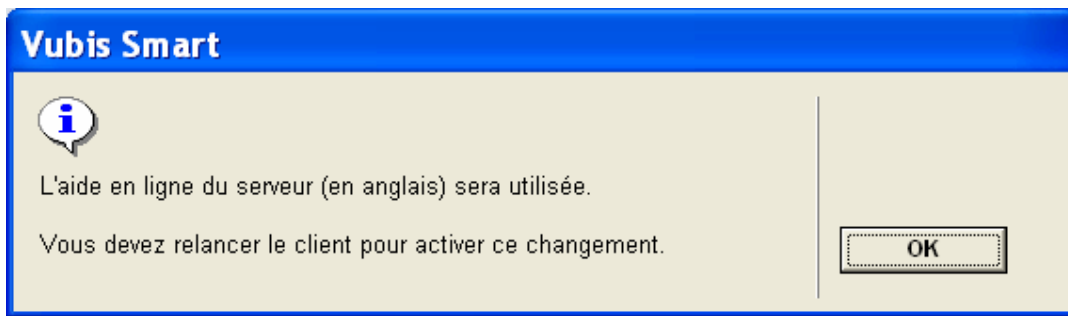 Vubis Smart
L'aide en ligne du serveur (en anglais) sera utilisée.
Vous devez relancer le client pour activer ce changement.
OK